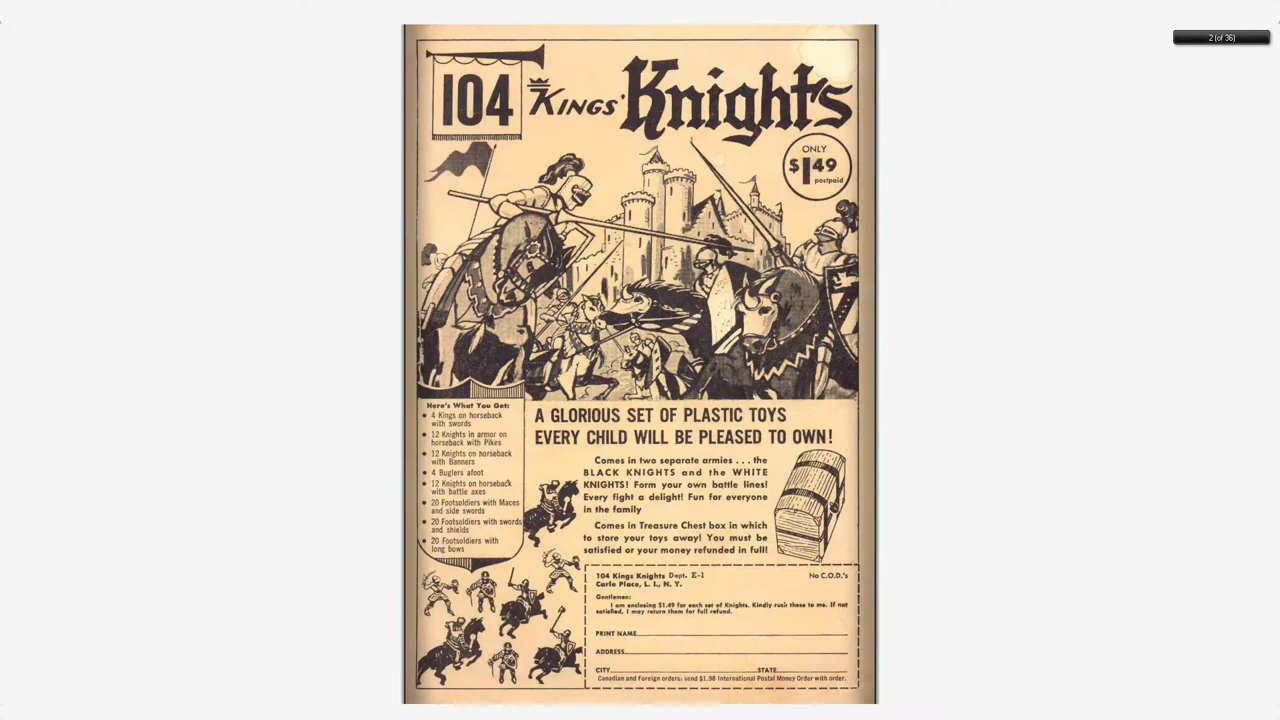 2 (of 36)
104 KINGS' Knights
ONLY
$1.49
postpaid
Here's What You Get:
• 4 Kings on horseback
with swords
• 12 Knights in armor on
horseback with Pikes
• 12 Knights on horseback
with Banners
• 4 Buglers afoot
• 12 Knights on horseback
with battle axes
• 20 Footsoldiers with Maces
and side swords
• 20 Footsoldiers with swords
and shields
• 20 Footsoldiers with
long bows
A GLORIOUS SET OF PLASTIC TOYS
EVERY CHILD WILL BE PLEASED TO OWN!
Comes in two separate armies . . . the
BLACK KNIGHTS and the WHITE
KNIGHTS! Form your own battle lines!
Every fight a delight! Fun for everyone
in the family
Comes in Treasure Chest box in which
to store your toys away! You must be
satisfied or your money refunded in full!
104 Kings Knights Dept. E-1 No C.O.D.'s
Carle Place, L. I., N. Y.
Gentlemen:
I am enclosing $1.49 for each set of Knights. Kindly rush these to me. If not
satisfied, I may return them for full refund.
PRINT NAME
ADDRESS
CITY STATE
Canadian and Foreign orders: send $1.98 International Postal Money Order with order.